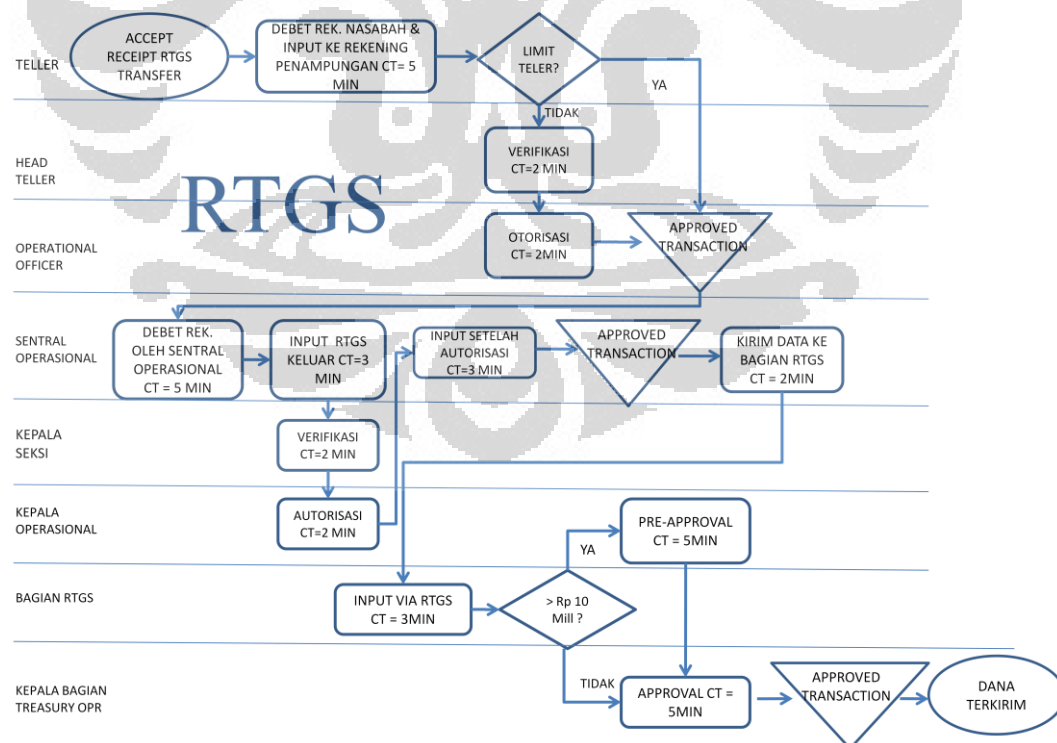 TELLER
ACCEPT
RECEIPT RTGS
TRANSFER
DEBET REK. NASABAH &
INPUT KE REKENING
PENAMPUNGAN CT= 5
MIN
LIMIT
TELER?
YA
TIDAK
HEAD
TELLER
VERIFIKASI
CT=2 MIN
RTGS
OPERATIONAL
OFFICER
OTORISASI
CT= 2MIN
APPROVED
TRANSACTION
SENTRAL
OPERASIONAL
DEBET REK.
OLEH SENTRAL
OPERASIONAL
CT = 5 MIN
INPUT RTGS
KELUAR CT=3
MIN
INPUT SETELAH
AUTORISASI
CT=3 MIN
APPROVED
TRANSACTION
KIRIM DATA KE
BAGIAN RTGS
CT = 2MIN
KEPALA
SEKSI
VERIFIKASI
CT=2 MIN
KEPALA
OPERASIONAL
AUTORISASI
CT=2 MIN
PRE-APPROVAL
CT = 5MIN
YA
BAGIAN RTGS
INPUT VIA RTGS
CT = 3MIN
> Rp 10
Mill ?
KEPALA BAGIAN
TREASURY OPR
TIDAK
APPROVAL CT =
5MIN
APPROVED
TRANSACTION
DANA
TERKIRIM